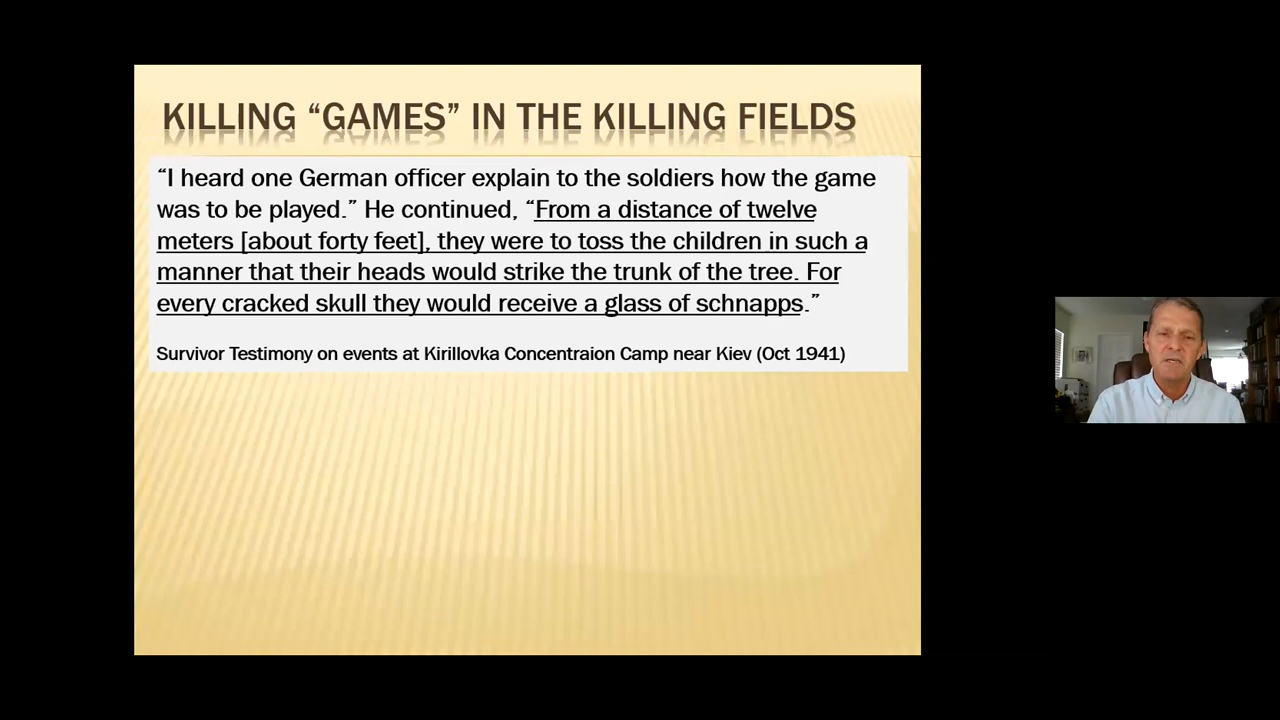 KILLING “GAMES” IN THE KILLING FIELDS
“I heard one German officer explain to the soldiers how the game
was to be played.” He continued, “From a distance of twelve
meters [about forty feet], they were to toss the children in such a
manner that their heads would strike the trunk of the tree. For
every cracked skull they would receive a glass of schnapps.”
Survivor Testimony on events at Kirillovka Concentraion Camp near Kiev (Oct 1941)